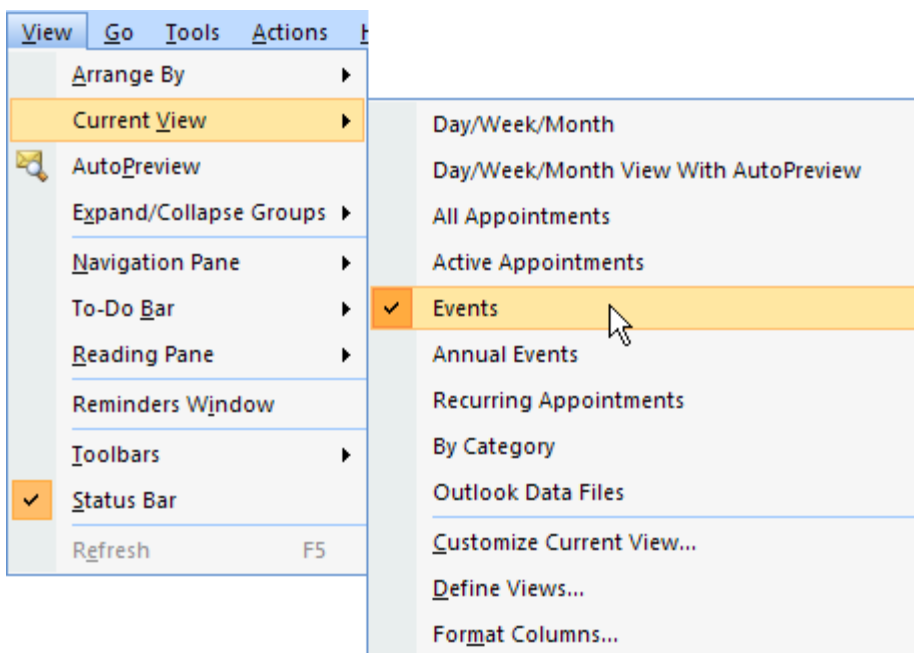 View Go Tools Actions
Arrange By
Current View
AutoPreview
Expand/Collapse Groups
Navigation Pane
To-Do Bar
Reading Pane
Reminders Window
Toolbars
Status Bar
Refresh F5
Day/Week/Month
Day/Week/Month View With AutoPreview
All Appointments
Active Appointments
Events
Annual Events
Recurring Appointments
By Category
Outlook Data Files
Customize Current View...
Define Views...
Format Columns...